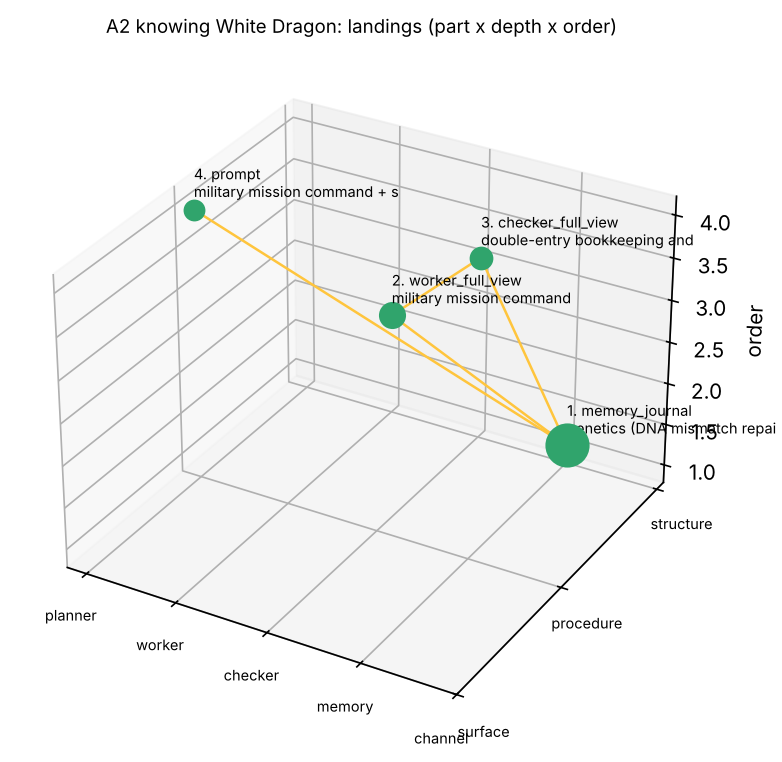 A2 knowing White Dragon: landings (part x depth x order)
4. prompt
military mission command + s
3. checker_full_view
double-entry bookkeeping and
2. worker_full_view
military mission command
1. memory_journal
genetics (DNA mismatch repai
4.0
3.5
3.0
2.5
2.0
1.5
1.0
order
structure
procedure
surface
planner
worker
checker
memory
channel